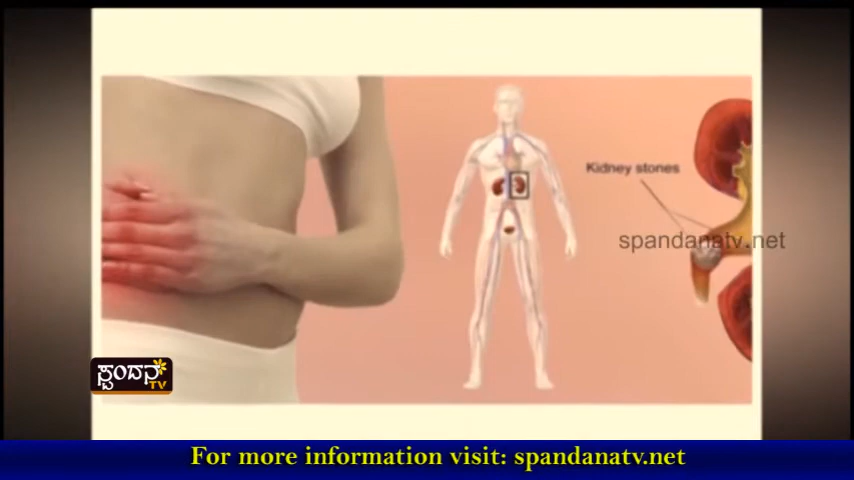 Kidney stones
spandanatv.net
ಸ್ಪಂದನ
TV
For more information visit: spandanatv.net